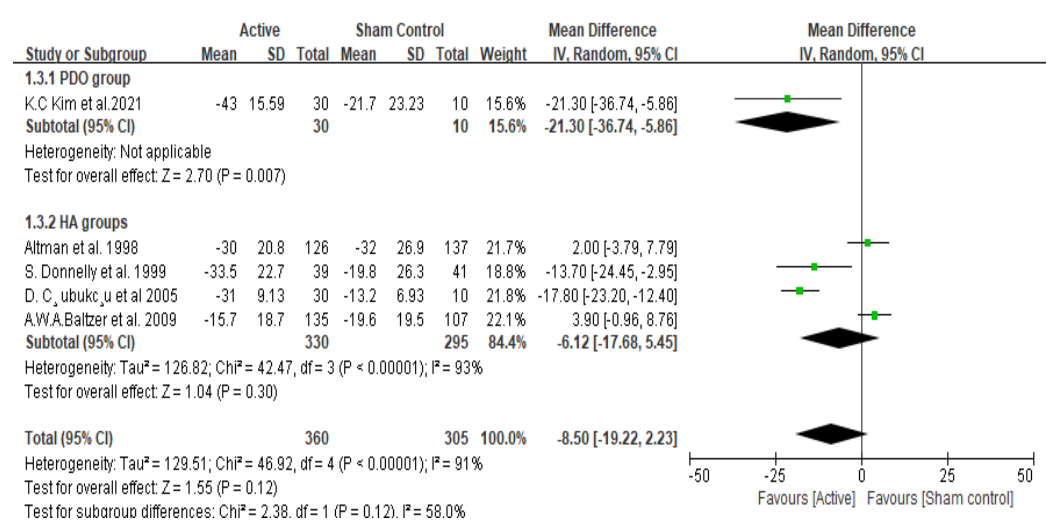 Active Sham Control Mean Difference Mean Difference
Study or Subgroup Mean SD Total Mean SD Total Weight IV, Random, 95% CI IV, Random, 95% CI
1.3.1 PDO group
K.C Kim et al.2021 -43 15.59 30 -21.7 23.23 10 15.6% -21.30 [-36.74, -5.86]
Subtotal (95% CI) 30 10 15.6% -21.30 [-36.74, -5.86]
Heterogeneity: Not applicable
Test for overall effect: Z = 2.70 (P = 0.007)
1.3.2 HA groups
Altman et al. 1998 -30 20.8 126 -32 26.9 137 21.7% 2.00 [-3.79, 7.79]
S. Donnelly et al. 1999 -33.5 22.7 39 -19.8 26.3 41 18.8% -13.70 [-24.45, -2.95]
D. C¸ ubukc¸u et al 2005 -31 9.13 30 -13.2 6.93 10 21.8% -17.80 [-23.20, -12.40]
A.W.A.Baltzer et al. 2009 -15.7 18.7 135 -19.6 19.5 107 22.1% 3.90 [-0.96, 8.76]
Subtotal (95% CI) 330 295 84.4% -6.12 [-17.68, 5.45]
Heterogeneity: Tau² = 126.82; Chi² = 42.47, df = 3 (P < 0.00001); I² = 93%
Test for overall effect: Z = 1.04 (P = 0.30)
Total (95% CI) 360 305 100.0% -8.50 [-19.22, 2.23]
Heterogeneity: Tau² = 129.51; Chi² = 46.92, df = 4 (P < 0.00001); I² = 91%
Test for overall effect: Z = 1.55 (P = 0.12)
Test for subgroup differences: Chi² = 2.38, df = 1 (P = 0.12), I² = 58.0%
-50 -25 0 25 50
Favours [Active] Favours [Sham control]